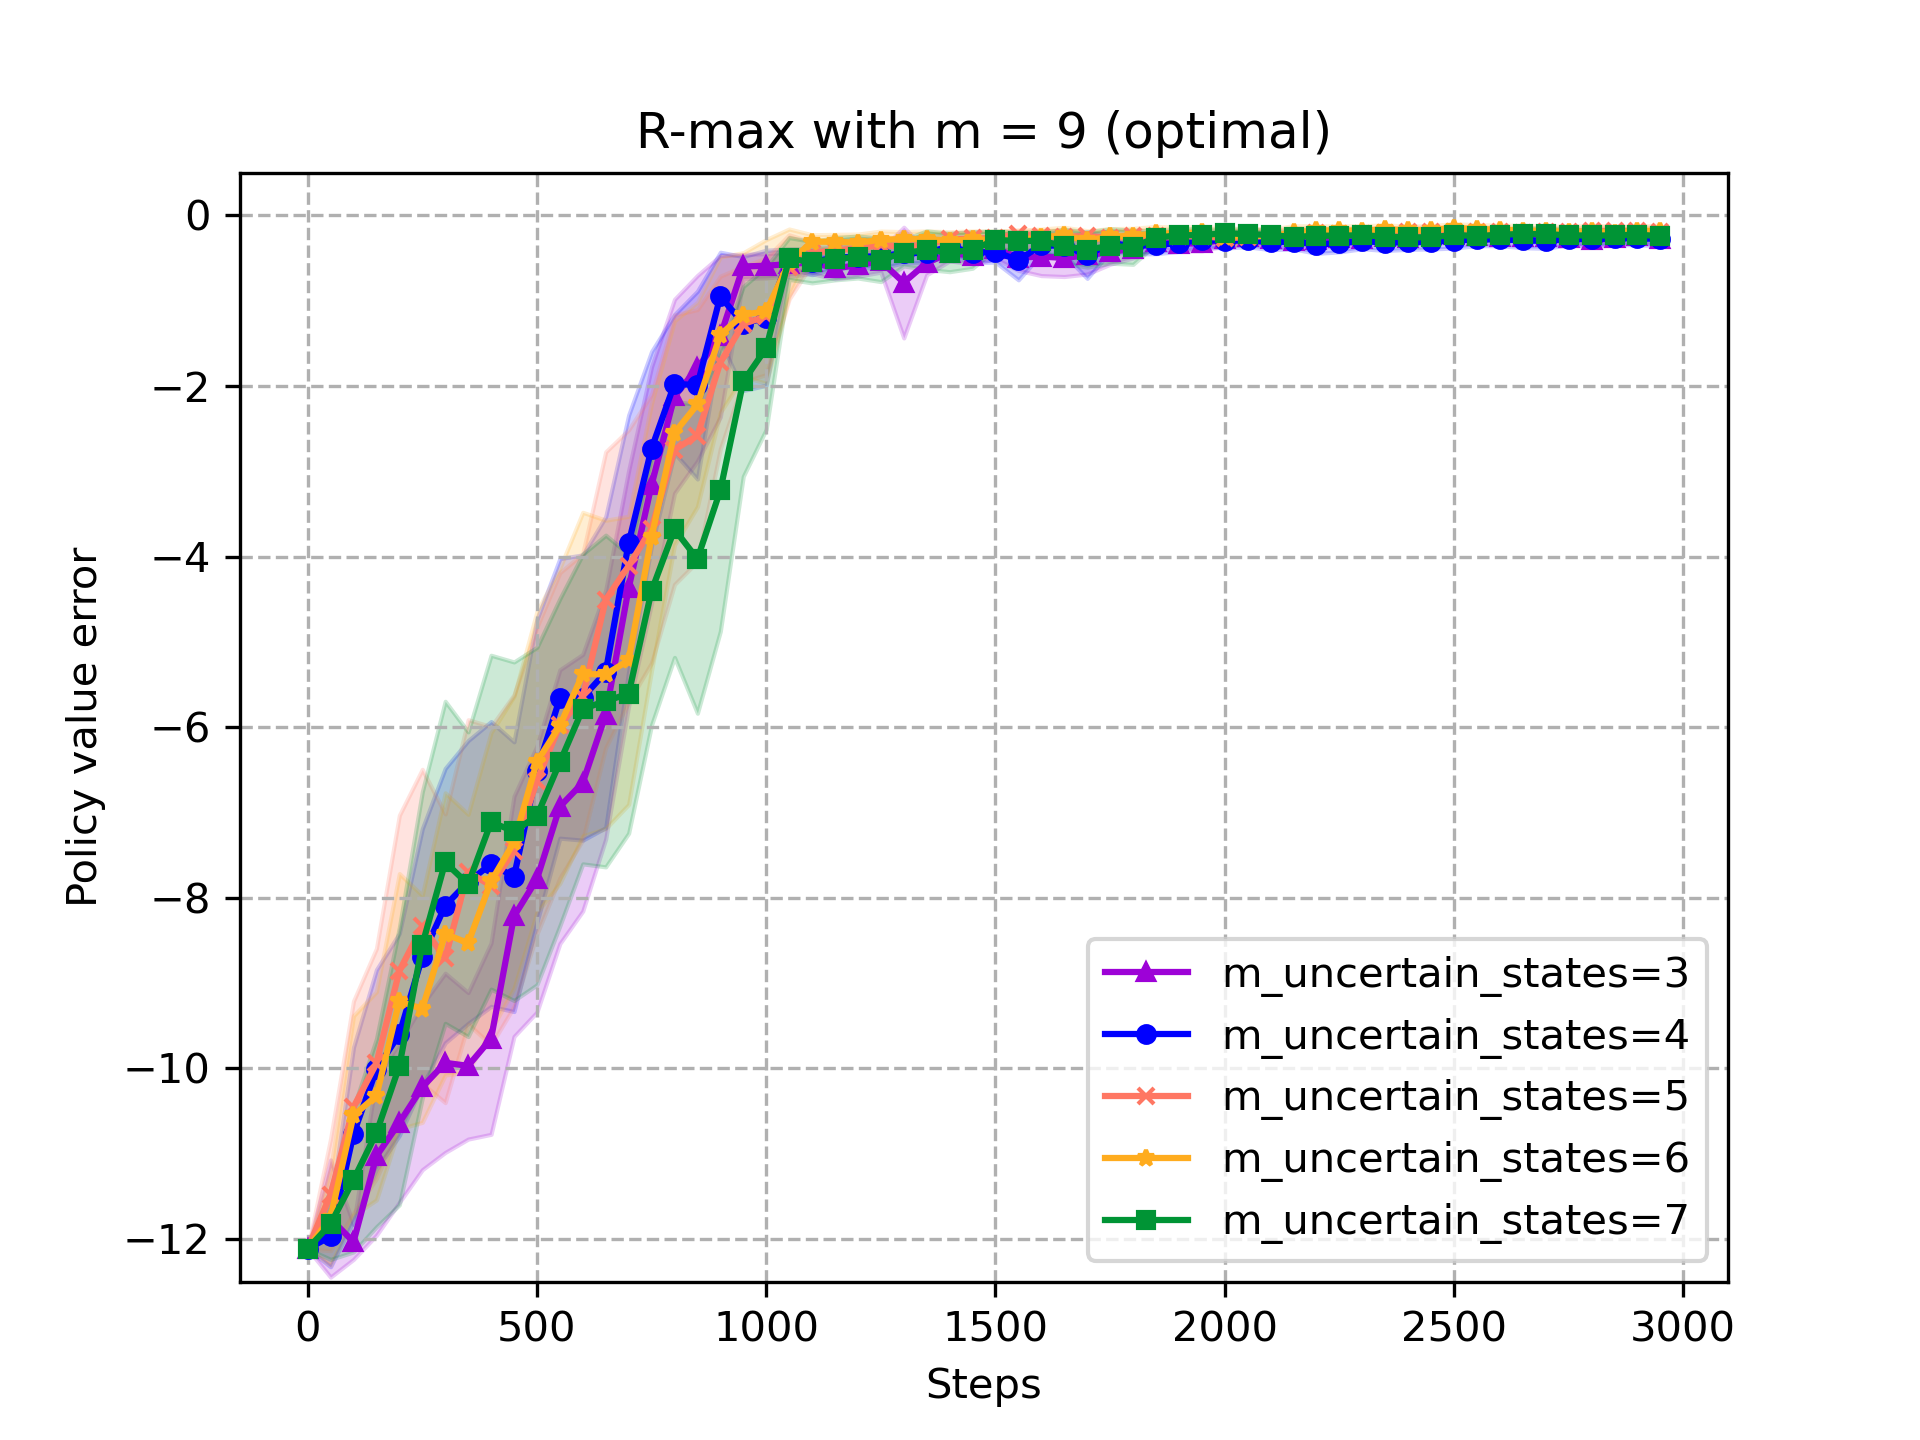 R-max with m = 9 (optimal)
0
−2
−4
−6
−8
−10
−12
Policy value error
m_uncertain_states=3
m_uncertain_states=4
m_uncertain_states=5
m_uncertain_states=6
m_uncertain_states=7
0 500 1000 1500 2000 2500 3000
Steps